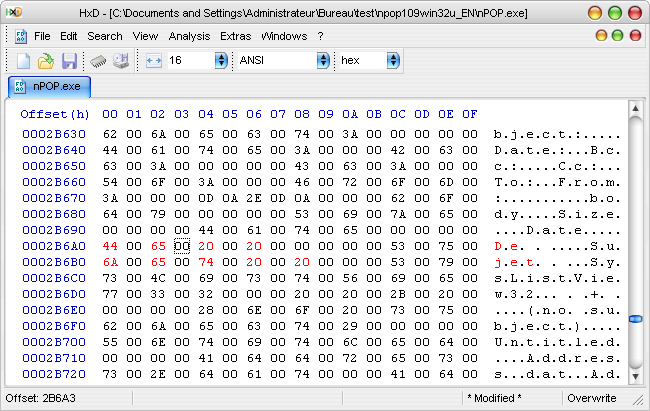 HxD - [C:\Documents and Settings\Administrateur\Bureau\test\npop109win32u_EN\nPOP.exe]
File Edit Search View Analysis Extras Windows ?
16 ANSI hex
nPOP.exe
Offset(h) 00 01 02 03 04 05 06 07 08 09 0A 0B 0C 0D 0E 0F
0002B630 62 00 6A 00 65 00 63 00 74 00 3A 00 00 00 00 00 b.j.e.c.t.:.....
0002B640 44 00 61 00 74 00 65 00 3A 00 00 00 42 00 63 00 D.a.t.e.:...B.c.
0002B650 63 00 3A 00 00 00 00 00 43 00 63 00 3A 00 00 00 c.:.....C.c.:...
0002B660 54 00 6F 00 3A 00 00 00 46 00 72 00 6F 00 6D 00 T.o.:...F.r.o.m.
0002B670 3A 00 00 00 0D 0A 2E 0D 0A 00 00 00 62 00 6F 00 :...........b.o.
0002B680 64 00 79 00 00 00 00 00 53 00 69 00 7A 00 65 00 d.y.....S.i.z.e.
0002B690 00 00 00 00 44 00 61 00 74 00 65 00 00 00 00 00 ....D.a.t.e.....
0002B6A0 44 00 65 00 20 00 20 00 00 00 00 00 53 00 75 00 D.e. . .....S.u.
0002B6B0 6A 00 65 00 74 00 20 00 20 00 00 00 53 00 79 00 j.e.t. . ...S.y.
0002B6C0 73 00 4C 00 69 00 73 00 74 00 56 00 69 00 65 00 s.L.i.s.t.V.i.e.
0002B6D0 77 00 33 00 32 00 00 00 20 00 20 00 2B 00 20 00 w.3.2... . .+. .
0002B6E0 00 00 00 00 28 00 6E 00 6F 00 20 00 73 00 75 00 ....(.n.o. .s.u.
0002B6F0 62 00 6A 00 65 00 63 00 74 00 29 00 00 00 00 00 b.j.e.c.t.).....
0002B700 55 00 6E 00 74 00 69 00 74 00 6C 00 65 00 64 00 U.n.t.i.t.l.e.d.
0002B710 00 00 00 00 41 00 64 00 64 00 72 00 65 00 73 00 ....A.d.d.r.e.s.
0002B720 73 00 2E 00 64 00 61 00 74 00 00 00 41 00 64 00 s...d.a.t...A.d.
Offset: 2B6A3 * Modified * Overwrite